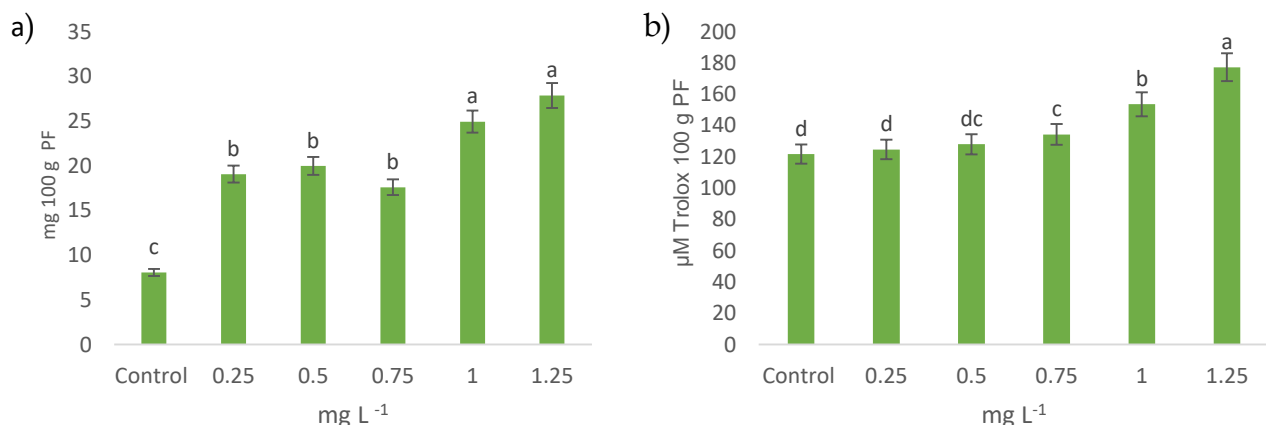 a)
mg 100 g PF
35
30
25
20
15
10
5
0
c
b
b
b
a
a
Control 0.25 0.5 0.75 1 1.25
mg L -1
b)
µM Trolox 100 g PF
200
180
160
140
120
100
80
60
40
20
0
d
d
dc
c
b
a
Control 0.25 0.5 0.75 1 1.25
mg L -1